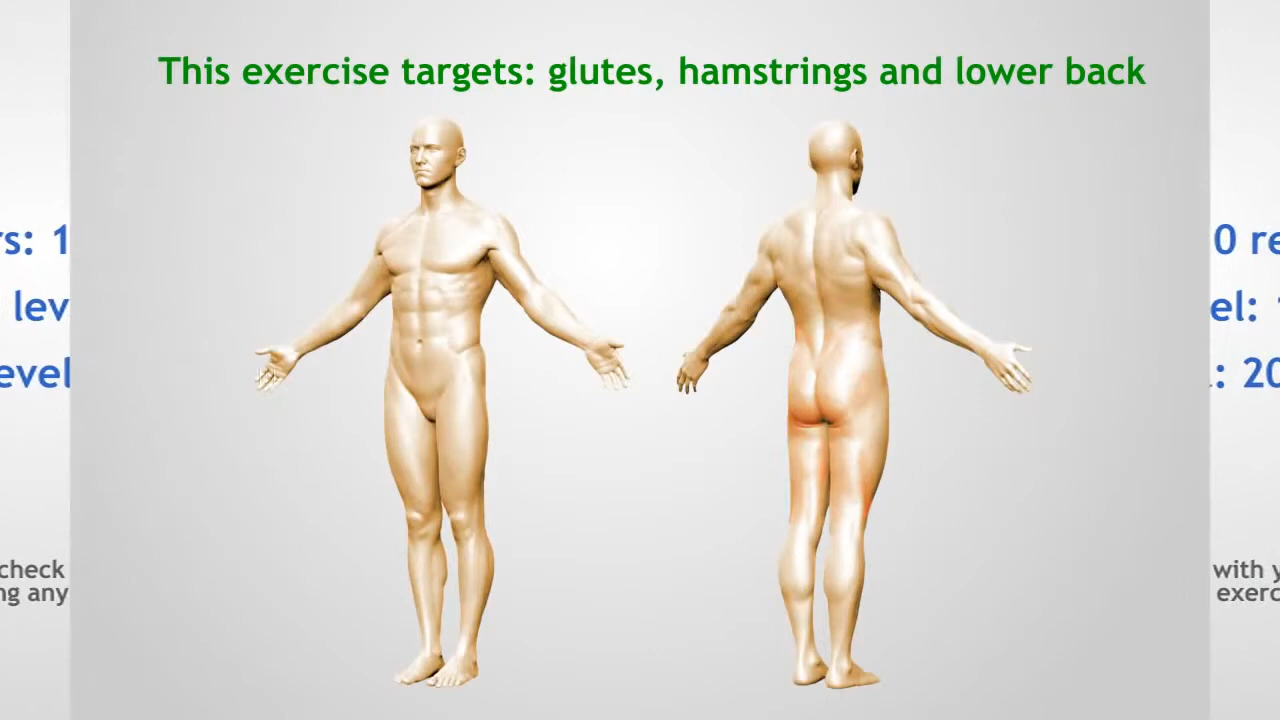 This exercise targets: glutes, hamstrings and lower back
rs: 1
0 re
lev
el:
evel
: 20
check
with y
ng any
exerc